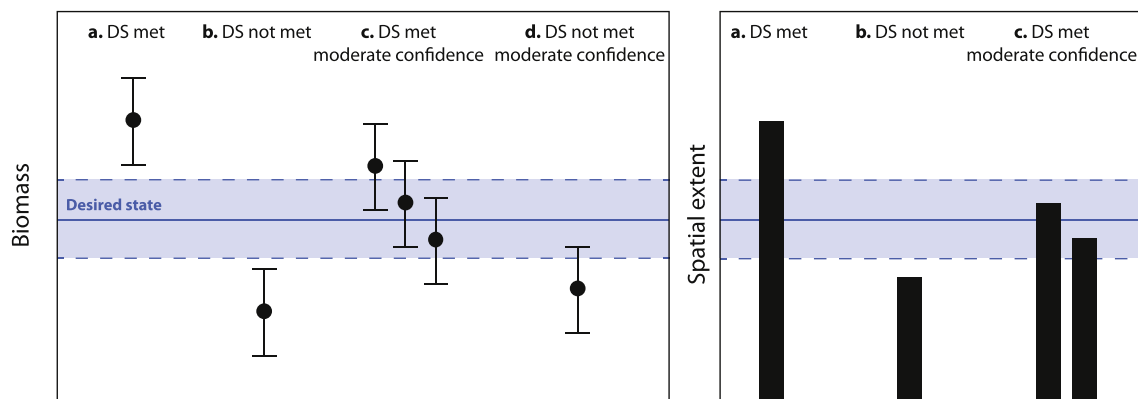 a. DS met
b. DS not met
c. DS met
moderate confidence
d. DS not met
moderate confidence
Biomass
Desired state
a. DS met
b. DS not met
c. DS met
moderate confidence
Spatial extent